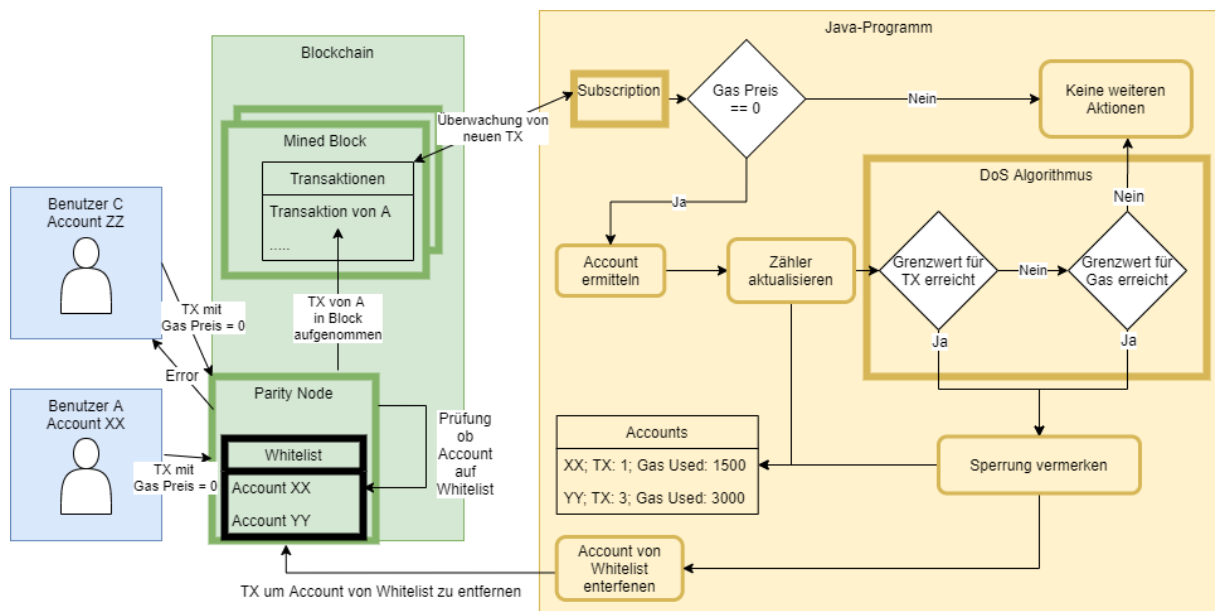 Blockchain
Mined Block
Transaktionen
Transaktion von A
.....
Überwachung von
neuen TX
Benutzer C
Account ZZ
TX mit
Gas Preis = 0
Error
Benutzer A
Account XX
TX mit
Gas Preis = 0
TX von A
in Block
aufgenommen
Parity Node
Whitelist
Account XX
Account YY
Prüfung
ob
Account
auf
Whitelist
TX um Account von Whitelist zu entfernen
Java-Programm
Subscription
Gas Preis
== 0
Nein
Keine weiteren
Aktionen
Ja
Account
ermitteln
Zähler
aktualisieren
DoS Algorithmus
Nein
Grenzwert für
TX erreicht
Nein
Grenzwert für
Gas erreicht
Ja
Ja
Accounts
XX; TX: 1; Gas Used: 1500
YY; TX: 3; Gas Used: 3000
Sperrung vermerken
Account von
Whitelist
enterfenen